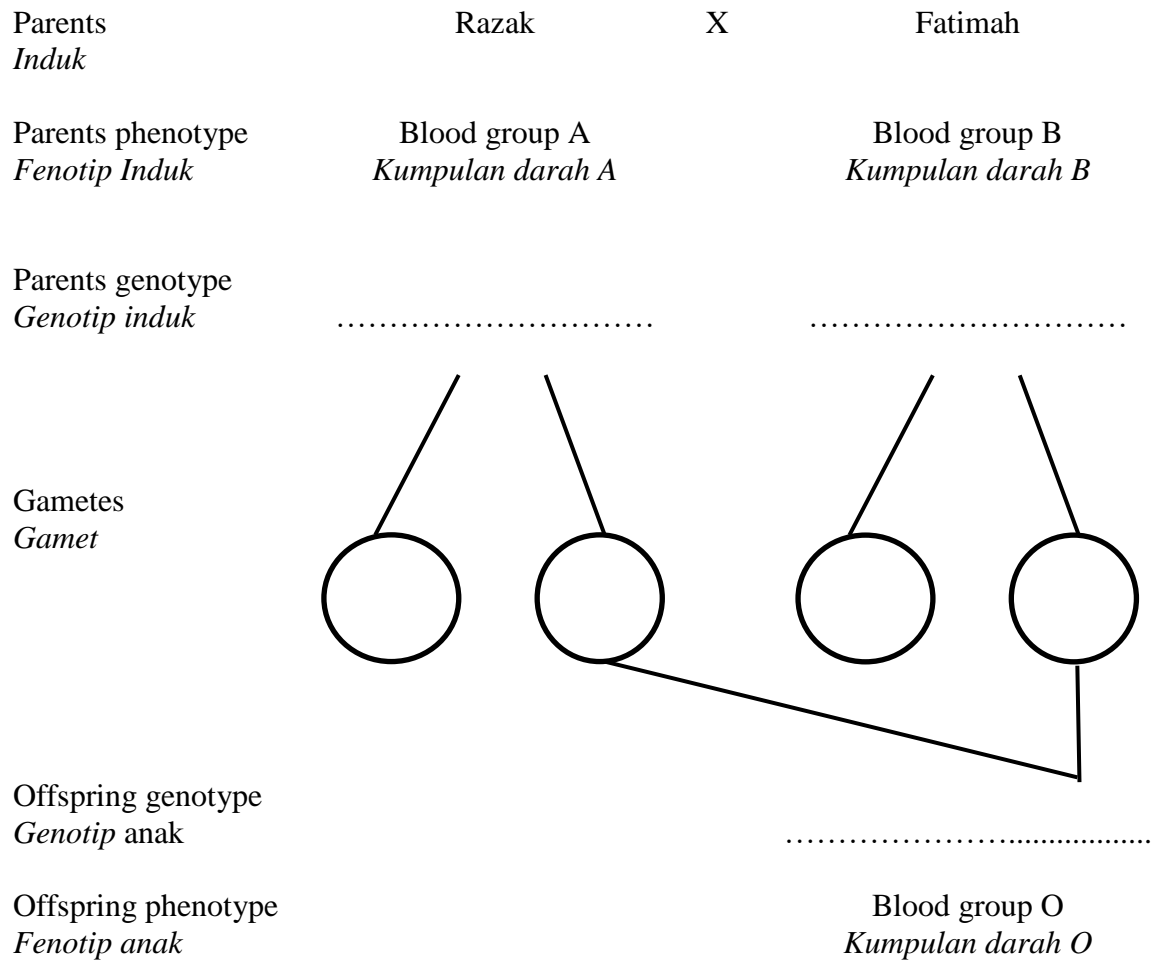 Parents Razak X Fatimah
Induk
Parents phenotype Blood group A Blood group B
Fenotip Induk Kumpulan darah A Kumpulan darah B
Parents genotype
Genotip induk ………………………… …………………………
Gametes
Gamet
Offspring genotype
Genotip anak …………………..................
Offspring phenotype Blood group O
Fenotip anak Kumpulan darah O